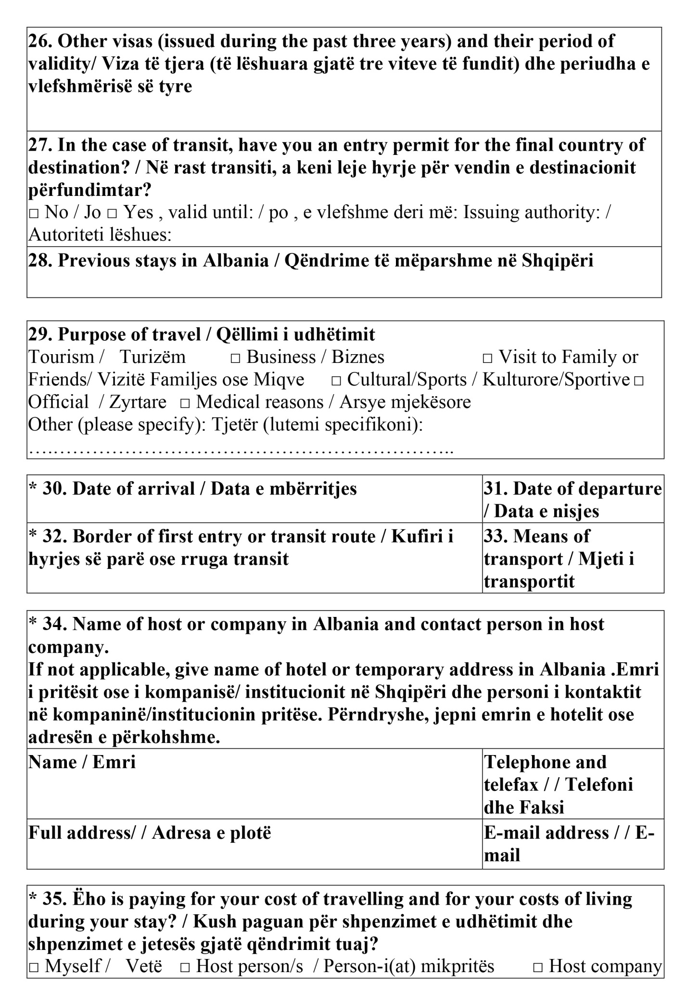 26. Other visas (issued during the past three years) and their period of
validity/ Viza të tjera (të lëshuara gjatë tre viteve të fundit) dhe periudha e
vlefshmërisë së tyre
27. In the case of transit, have you an entry permit for the final country of
destination? / Në rast transiti, a keni leje hyrje për vendin e destinacionit
përfundimtar?
□ No / Jo □ Yes , valid until: / po , e vlefshme deri më: Issuing authority: /
Autoriteti lëshues:
28. Previous stays in Albania / Qëndrime të mëparshme në Shqipëri
29. Purpose of travel / Qëllimi i udhëtimit
Tourism / Turizëm □ Business / Biznes □ Visit to Family or
Friends/ Vizitë Familjes ose Miqve □ Cultural/Sports / Kulturore/Sportive □
Official / Zyrtare □ Medical reasons / Arsye mjekësore
Other (please specify): Tjetër (lutemi specifikoni):
……………………………………………………………..
* 30. Date of arrival / Data e mbërritjes
31. Date of departure
/ Data e nisjes
* 32. Border of first entry or transit route / Kufiri i
hyrjes së parë ose rruga transit
33. Means of
transport / Mjeti i
transportit
* 34. Name of host or company in Albania and contact person in host
company.
If not applicable, give name of hotel or temporary address in Albania .Emri
i pritësit ose i kompanisë/ institucionit në Shqipëri dhe personi i kontaktit
në kompaninë/institucionin pritëse. Përndryshe, jepni emrin e hotelit ose
adresën e përkohshme.
Name / Emri
Telephone and
telefax / / Telefoni
dhe Faksi
Full address/ / Adresa e plotë
E-mail address / / E-
mail
* 35. Ëho is paying for your cost of travelling and for your costs of living
during your stay? / Kush paguan për shpenzimet e udhëtimit dhe
shpenzimet e jetesës gjatë qëndrimit tuaj?
□ Myself / Vetë □ Host person/s / Person-i(at) mikpritës □ Host company